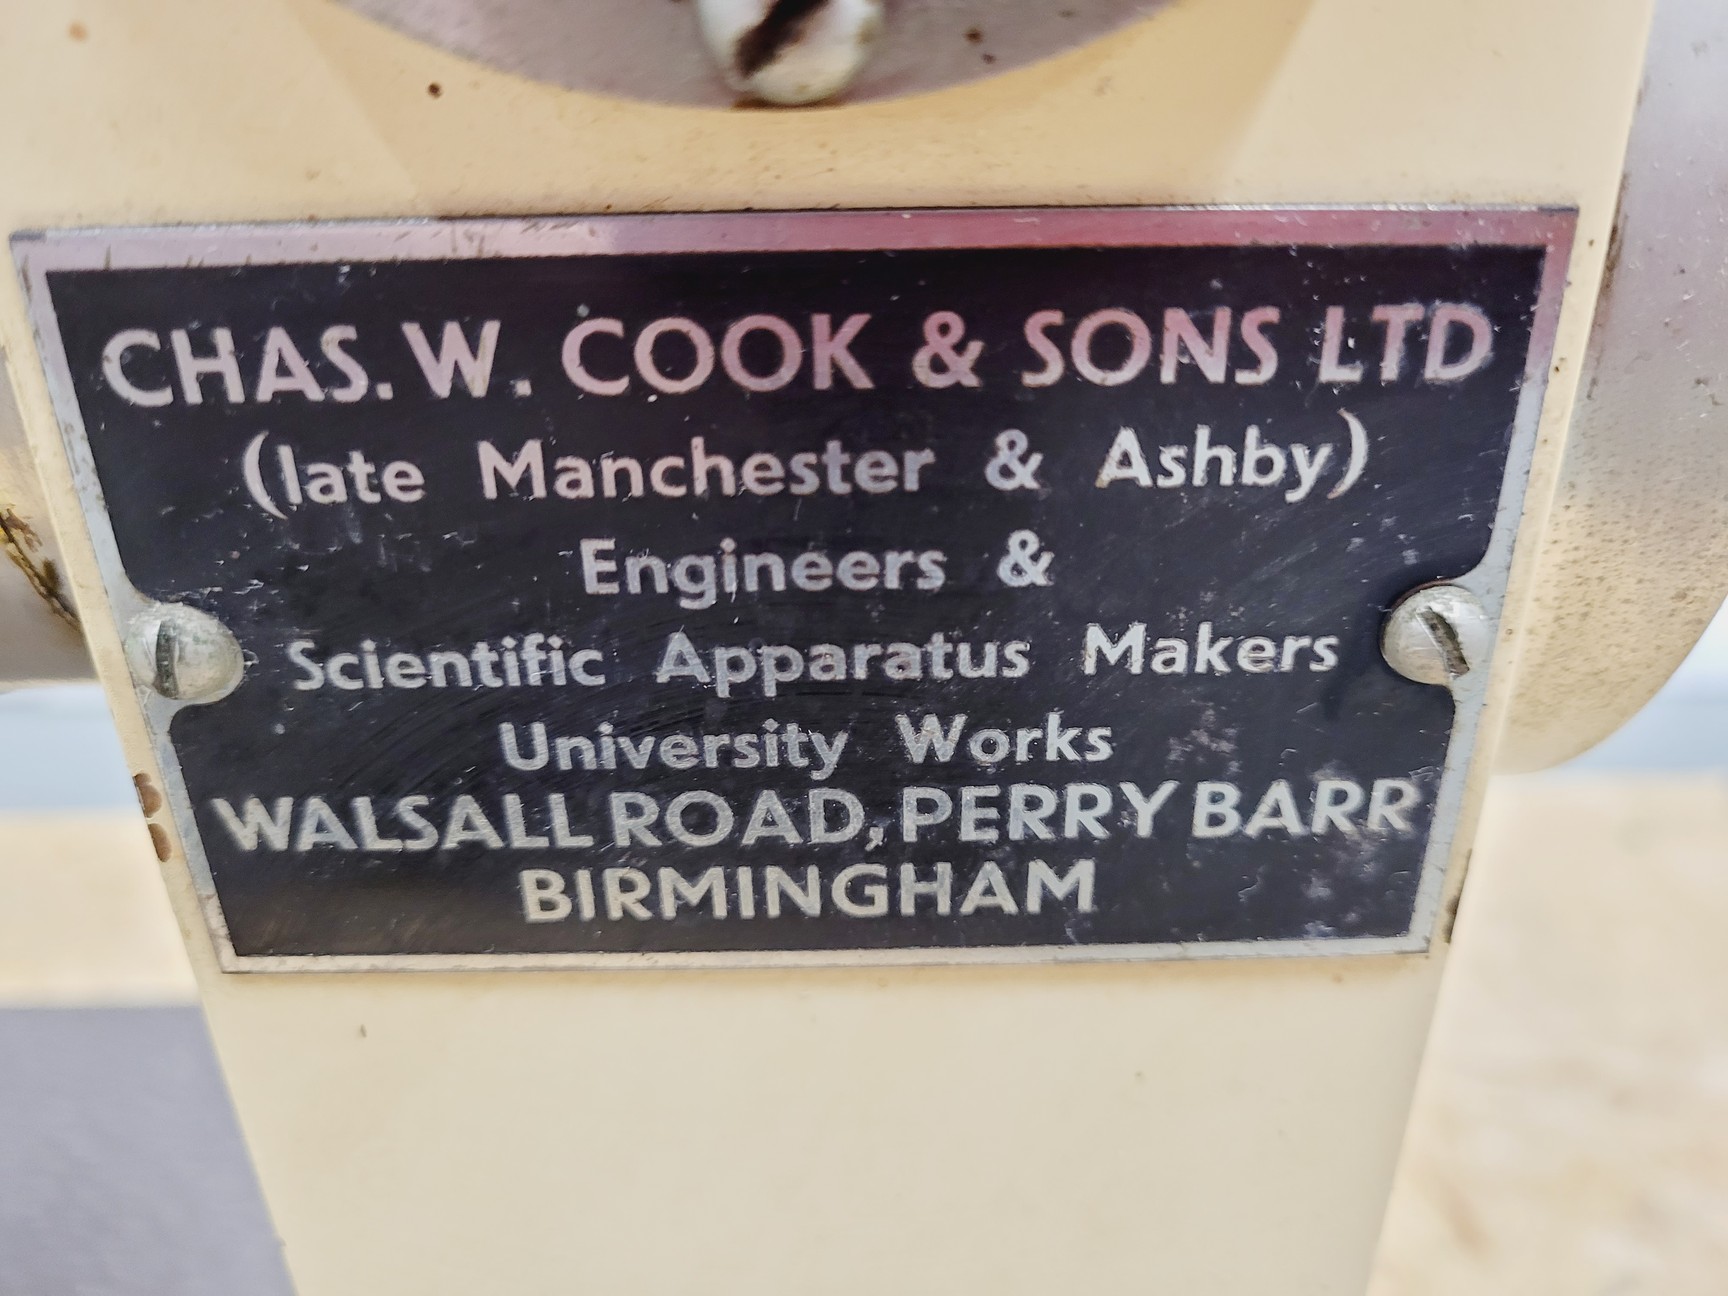 CHAS. W. COOK & SONS LTD
(late Manchester & Ashby)
Engineers &
Scientific Apparatus Makers
University Works
WALSALL ROAD, PERRY BARR
BIRMINGHAM